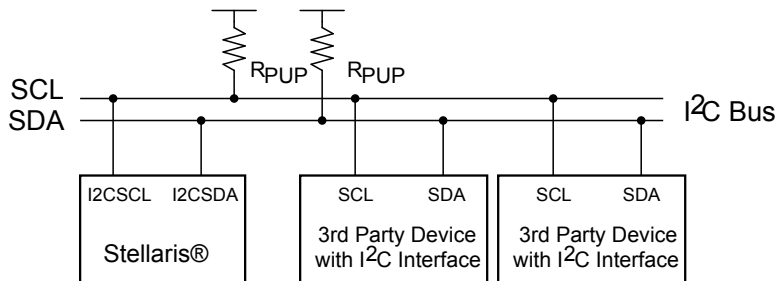 RPUP RPUP
SCL
SDA
I2C Bus
I2CSCL I2CSDA
Stellaris®
SCL SDA
3rd Party Device
with I2C Interface
SCL SDA
3rd Party Device
with I2C Interface